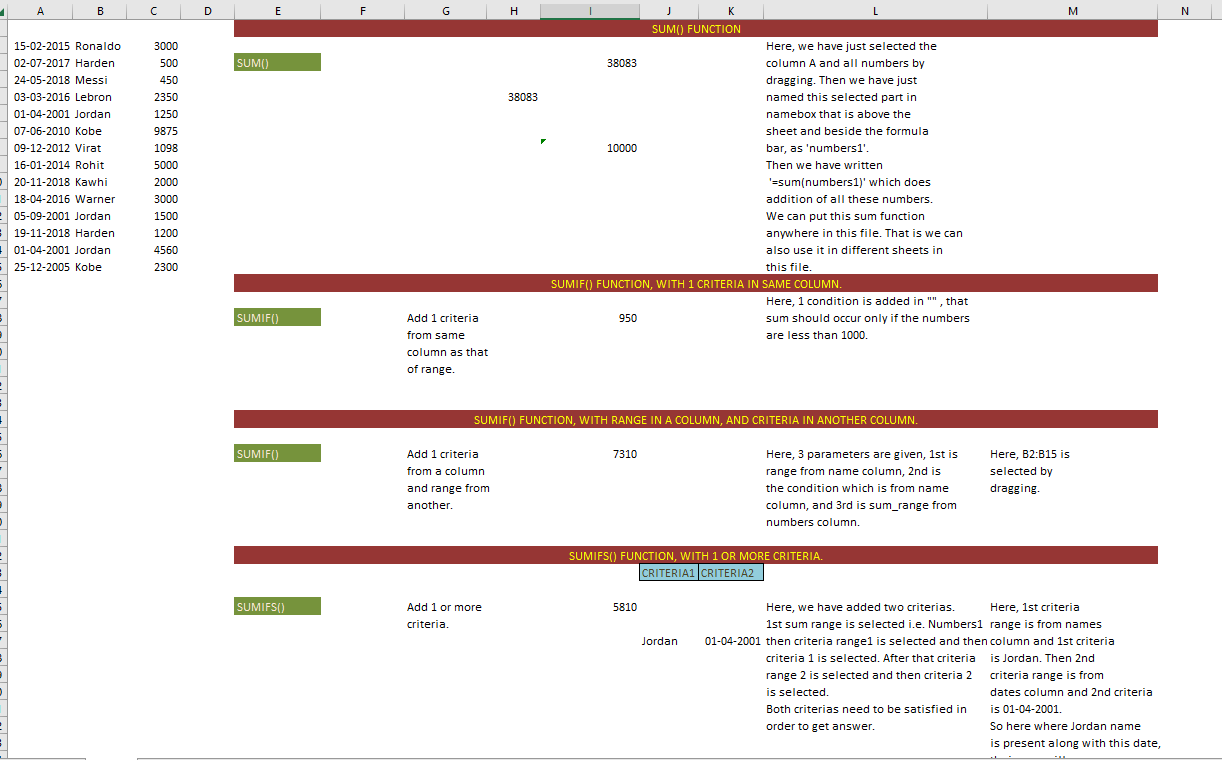 A B C D E F G H I J K L M N
SUM() FUNCTION
15-02-2015 Ronaldo 3000 Here, we have just selected the
02-07-2017 Harden 500 SUM() 38083 column A and all numbers by
24-05-2018 Messi 450 dragging. Then we have just
03-03-2016 Lebron 2350 38083 named this selected part in
01-04-2001 Jordan 1250 namebox that is above the
07-06-2010 Kobe 9875 sheet and beside the formula
09-12-2012 Virat 1098 10000 bar, as 'numbers1'.
16-01-2014 Rohit 5000 Then we have written
20-11-2018 Kawhi 2000 '=sum(numbers1)' which does
18-04-2016 Warner 3000 addition of all these numbers.
05-09-2001 Jordan 1500 We can put this sum function
19-11-2018 Harden 1200 anywhere in this file. That is we can
01-04-2001 Jordan 4560 also use it in different sheets in
25-12-2005 Kobe 2300 this file.
SUMIF() FUNCTION, WITH 1 CRITERIA IN SAME COLUMN.
Here, 1 condition is added in "" , that
SUMIF() Add 1 criteria 950 sum should occur only if the numbers
from same are less than 1000.
column as that
of range.
SUMIF() FUNCTION, WITH RANGE IN A COLUMN, AND CRITERIA IN ANOTHER COLUMN.
SUMIF() Add 1 criteria 7310 Here, 3 parameters are given, 1st is Here, B2:B15 is
from a column range from name column, 2nd is selected by
and range from the condition which is from name dragging.
another. column, and 3rd is sum_range from
numbers column.
SUMIFS() FUNCTION, WITH 1 OR MORE CRITERIA.
CRITERIA1 CRITERIA2
SUMIFS() Add 1 or more 5810 Here, we have added two criterias. Here, 1st criteria
criteria. 1st sum range is selected i.e. Numbers1 range is from names
Jordan 01-04-2001 then criteria range1 is selected and then column and 1st criteria
criteria 1 is selected. After that criteria is Jordan. Then 2nd
range 2 is selected and then criteria 2 criteria range is from
is selected. dates column and 2nd criteria
Both criterias need to be satisfied in is 01-04-2001.
order to get answer. So here where Jordan name
is present along with this date,